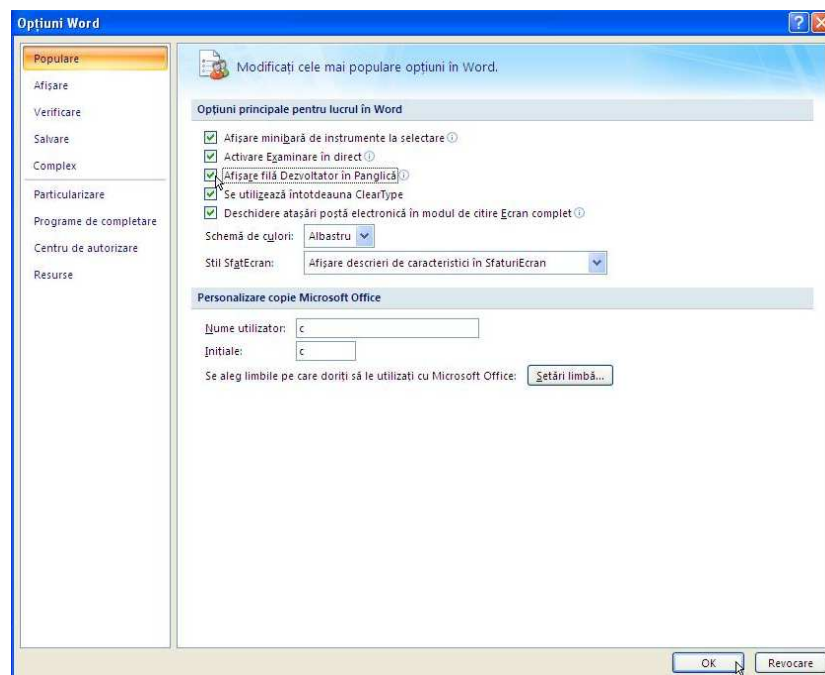 Opțiuni Word
Populare
Afișare
Verificare
Salvare
Complex
Particularizare
Programe de completare
Centru de autorizare
Resurse
Modificați cele mai populare opțiuni în Word.
Opțiuni principale pentru lucrul în Word
Afișare minibară de instrumente la selectare
Activare Examinare în direct
Afișare filă Dezvoltator în Panglică
Se utilizează întotdeauna ClearType
Deschidere atașări poștă electronică în modul de citire Ecran complet
Schemă de culori: Albastru
Stil SfatEcran: Afișare descrieri de caracteristici în SfaturiEcran
Personalizare copie Microsoft Office
Nume utilizator: c
Inițiale: c
Se aleg limbile pe care doriți să le utilizați cu Microsoft Office: Setări limbă...
OK Revocare